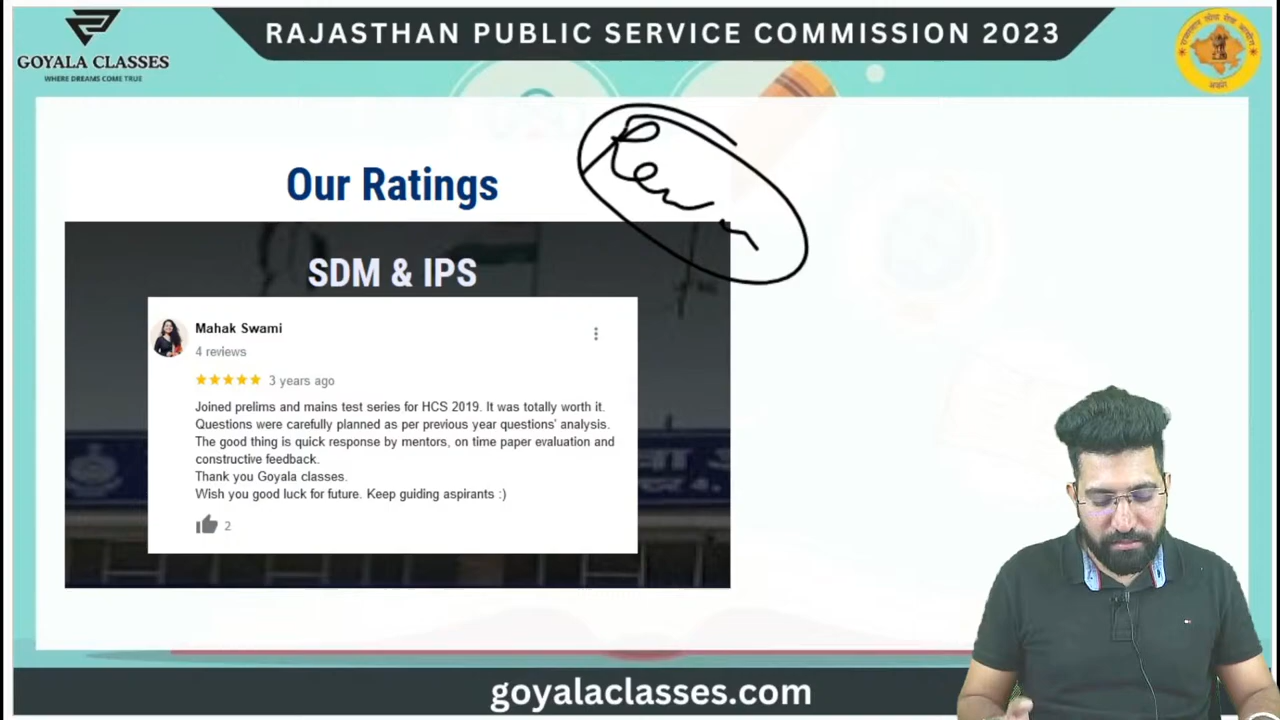 GOYALA CLASSES
WHERE DREAMS COME TRUE
RAJASTHAN PUBLIC SERVICE COMMISSION 2023
Our Ratings
SDM & IPS
Mahak Swami
4 reviews
3 years ago
Joined prelims and mains test series for HCS 2019. It was totally worth it.
Questions were carefully planned as per previous year questions' analysis.
The good thing is quick response by mentors, on time paper evaluation and
constructive feedback.
Thank you Goyala classes.
Wish you good luck for future. Keep guiding aspirants :)
2
goyalaclasses.com